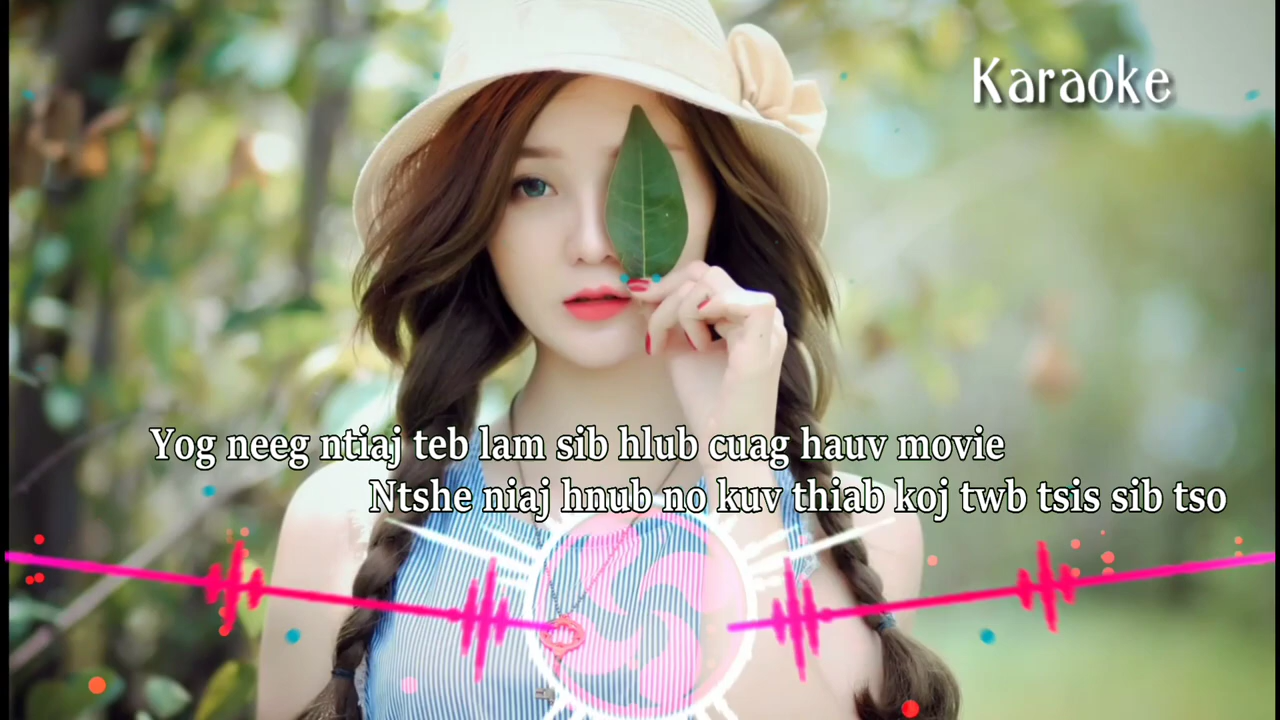 Karaoke
Yog neeg ntiaj teb lam sib hlub cuag hauv movie
Ntshe niaj hnub no kuv thiab koj twb tsis sib tso